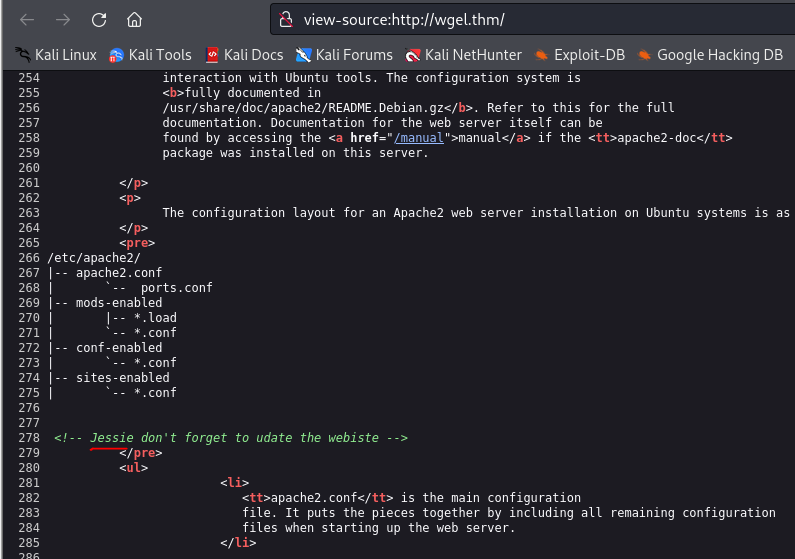 view-source:http://wgel.thm/
Kali Linux Kali Tools Kali Docs Kali Forums Kali NetHunter Exploit-DB Google Hacking DB
254 interaction with Ubuntu tools. The configuration system is
255 <b>fully documented in
256 /usr/share/doc/apache2/README.Debian.gz</b>. Refer to this for the full
257 documentation. Documentation for the web server itself can be
258 found by accessing the <a href="/manual">manual</a> if the <tt>apache2-doc</tt>
259 package was installed on this server.
260
261 </p>
262 <p>
263 The configuration layout for an Apache2 web server installation on Ubuntu systems is as
264 </p>
265 <pre>
266 /etc/apache2/
267 |-- apache2.conf
268 |       `--  ports.conf
269 |-- mods-enabled
270 |       |-- *.load
271 |       `-- *.conf
272 |-- conf-enabled
273 |       `-- *.conf
274 |-- sites-enabled
275 |       `-- *.conf
276
277
278 <!-- Jessie don't forget to udate the webiste -->
279 </pre>
280 <ul>
281 <li>
282 <tt>apache2.conf</tt> is the main configuration
283 file. It puts the pieces together by including all remaining configuration
284 files when starting up the web server.
285 </li>
286